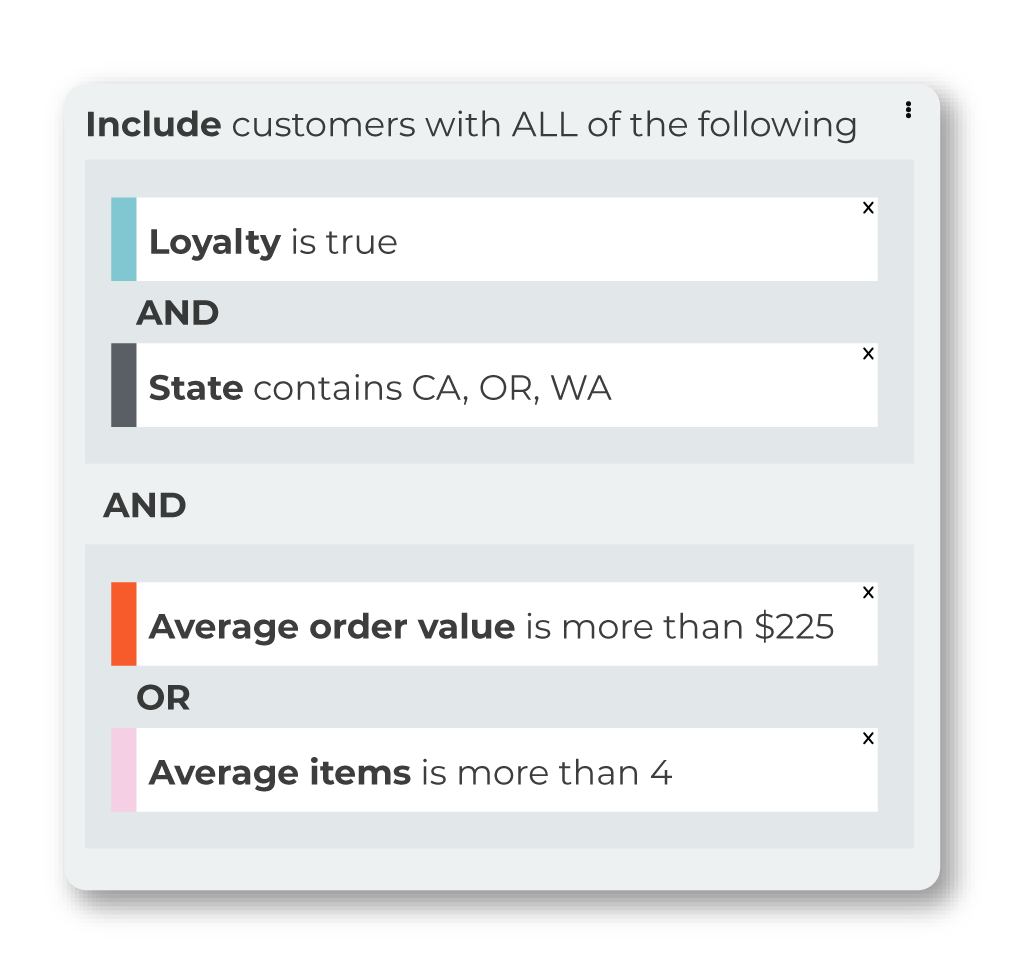 Include customers with ALL of the following
x
Loyalty is true
AND
x
State contains CA, OR, WA
AND
x
Average order value is more than $225
OR
x
Average items is more than 4